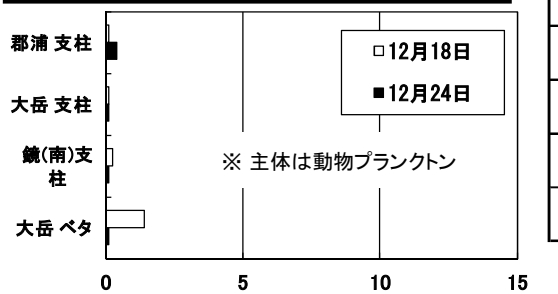 郡浦 支柱
□12月18日
■12月24日
大岳 支柱
鏡(南)支
柱
※ 主体は動物プランクトン
大岳 ベタ
0 5 10 15